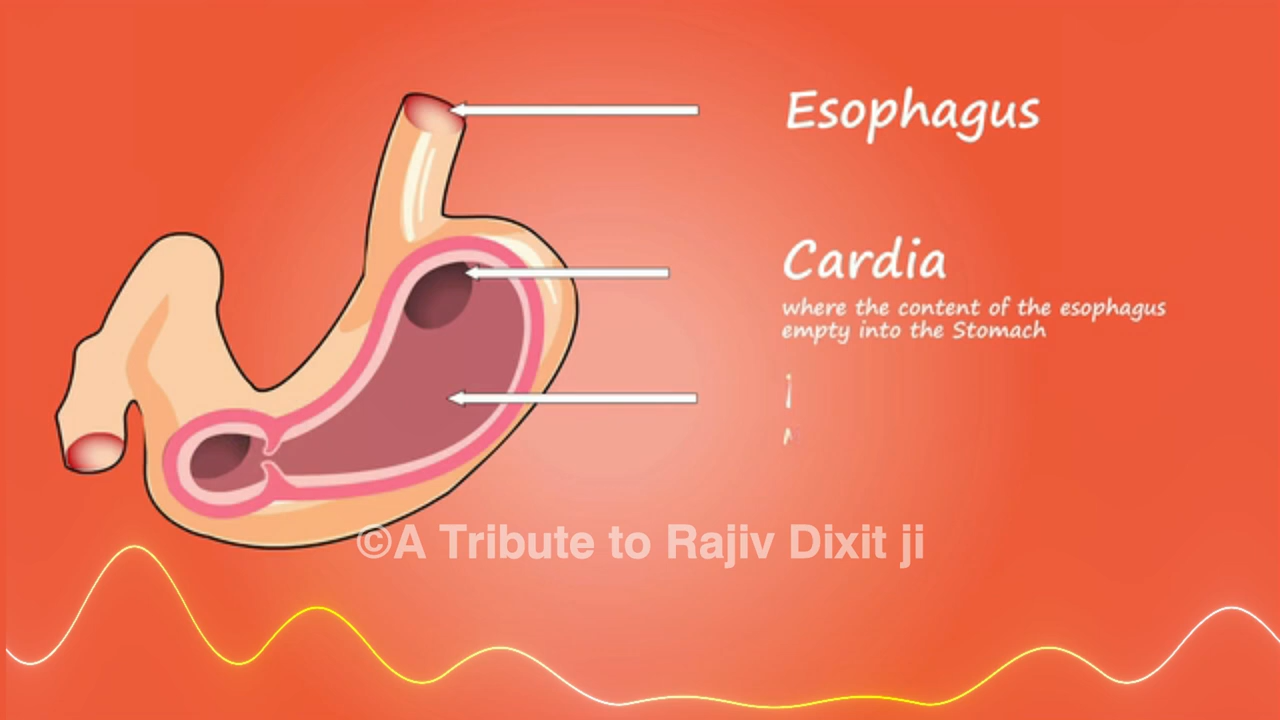 Esophagus
Cardia
where the content of the esophagus
empty into the Stomach
©A Tribute to Rajiv Dixit ji